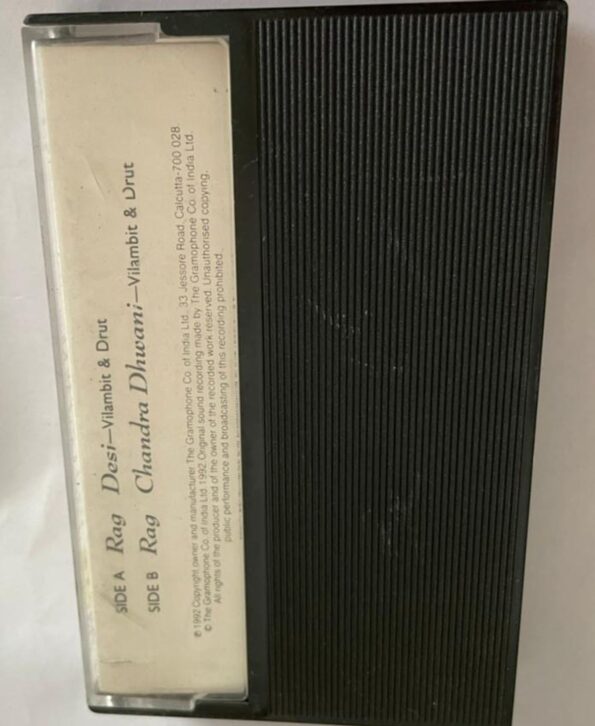 SIDE A Rag Desi—Vilambit & Drut
SIDE B Rag Chandra Dhwani—Vilambit & Drut
℗ 1992 Copyright owner and manufacturer The Gramophone Co. of India Ltd. 33 Jessore Road, Calcutta-700 028.
© The Gramophone Co. of India Ltd. 1992. Original sound recording made by The Gramophone Co. of India Ltd.
All rights of the producer and of the owner of the recorded work reserved. Unauthorised copying,
public performance and broadcasting of this recording prohibited.